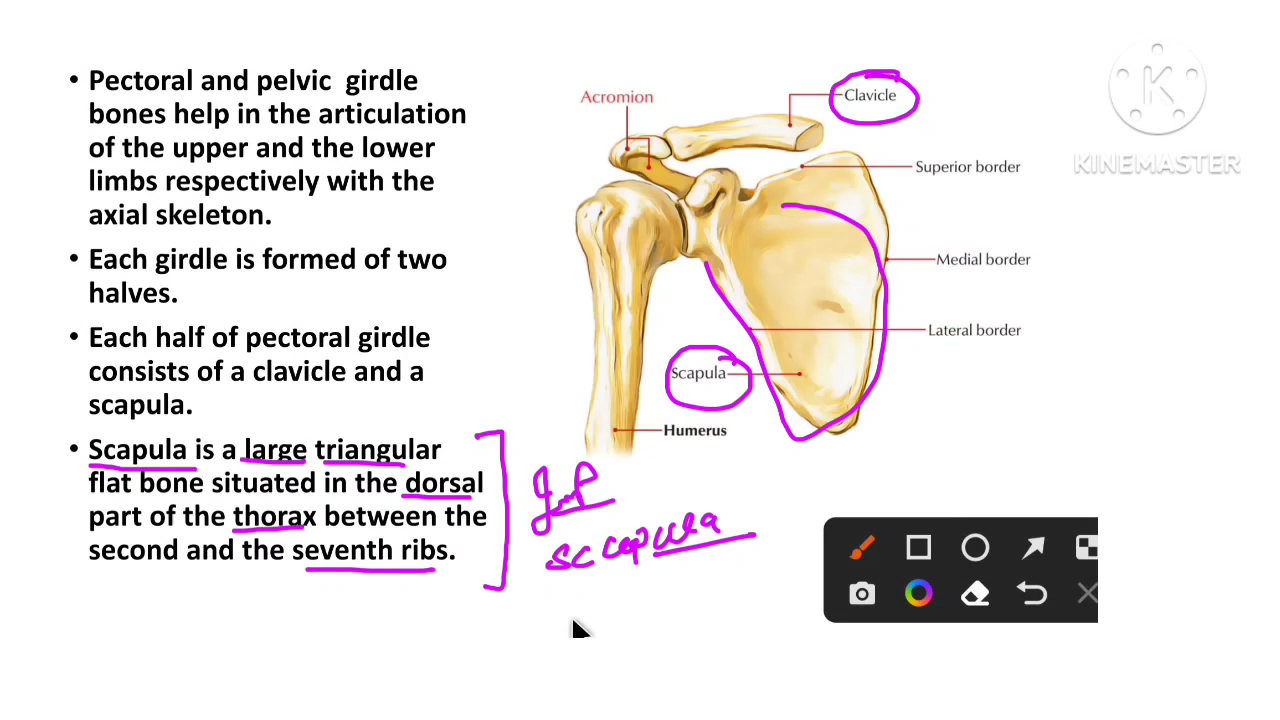 • Pectoral and pelvic girdle
bones help in the articulation
of the upper and the lower
limbs respectively with the
axial skeleton.
• Each girdle is formed of two
halves.
• Each half of pectoral girdle
consists of a clavicle and a
scapula.
• Scapula is a large triangular
flat bone situated in the dorsal
part of the thorax between the
second and the seventh ribs.
Acromion
Clavicle
Superior border
Medial border
Lateral border
Scapula
Humerus
Imp
Sccapula
K
KINEMASTER